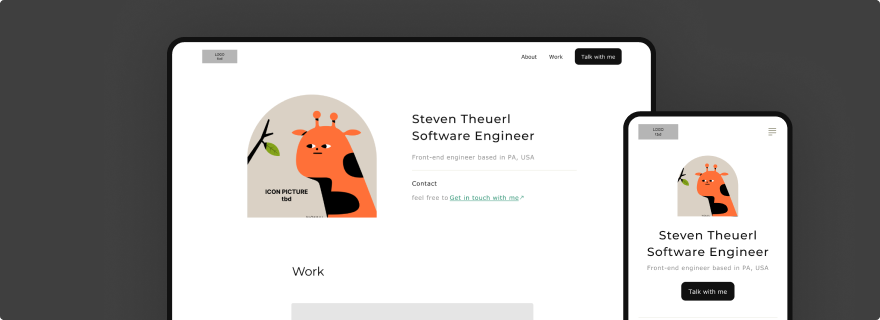 LOGO
tbd
About
Work
Talk with me
Steven Theuerl
Software Engineer
Front-end engineer based in PA, USA
Contact
feel free to Get in touch with me↗
ICON PICTURE
tbd
Work
LOGO
tbd
Steven Theuerl
Software Engineer
Front-end engineer based in PA, USA
Talk with me